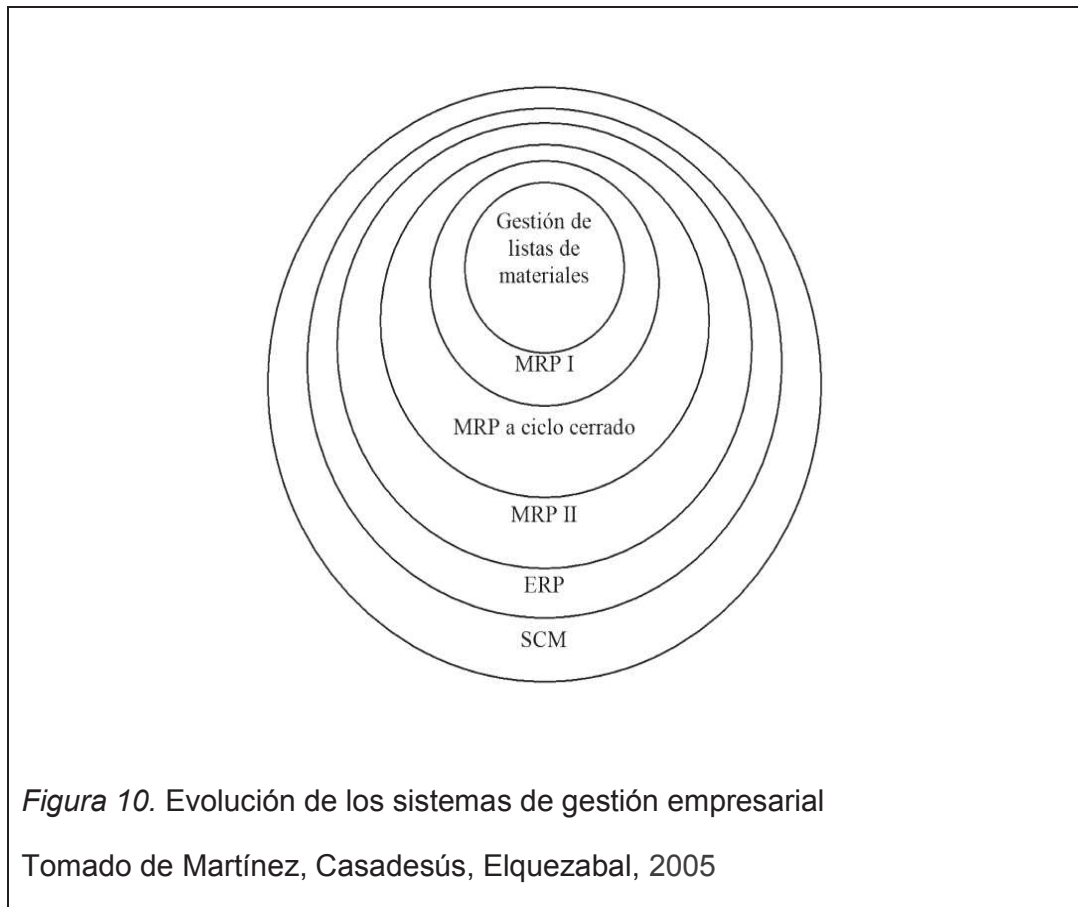 Gestión de
listas de
materiales
MRP I
MRP a ciclo cerrado
MRP II
ERP
SCM
Figura 10. Evolución de los sistemas de gestión empresarial
Tomado de Martínez, Casadesús, Elquezabal, 2005